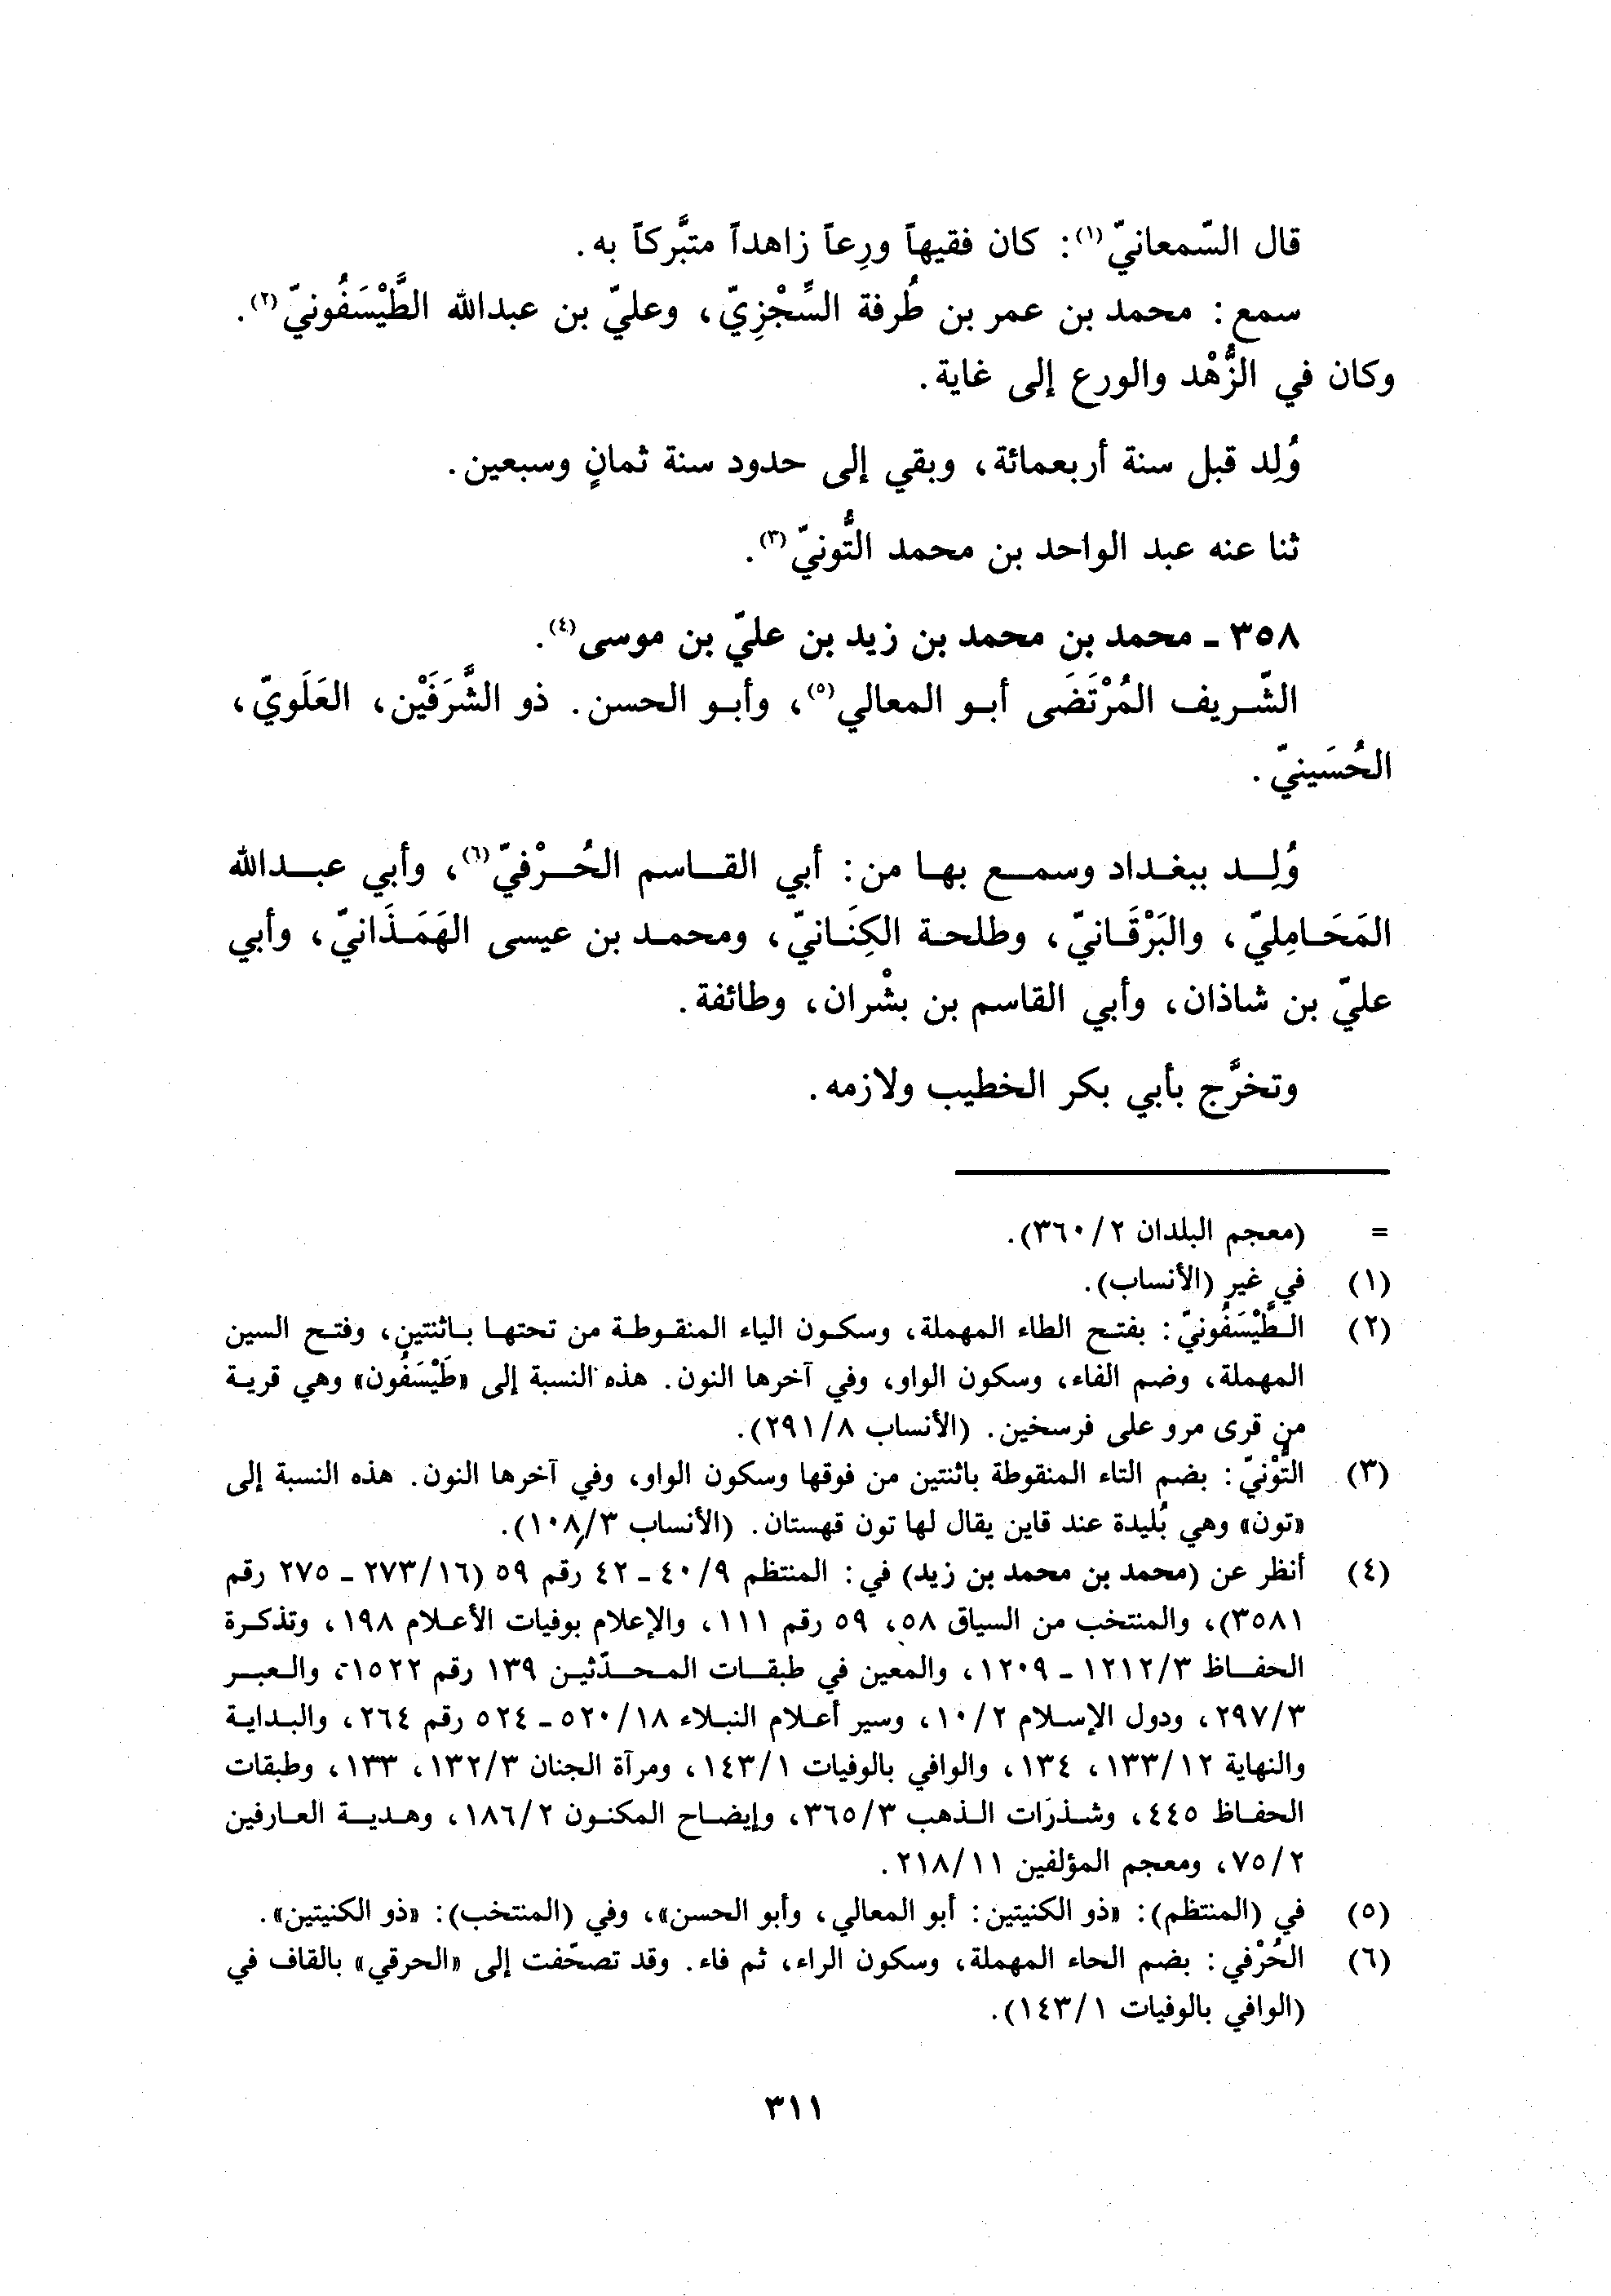 قال السّمعانيّ(١): كان فقيهاً ورِعاً زاهداً متبَّركاً به.
سمع: محمد بن عمر بن طُرفة السِّجْزِيّ، وعليّ بن عبدالله الطَّيْسَفُونيّ(٢).
وكان في الزُّهْد والورع إلى غاية.
وُلِد قبل سنة أربعمائة، وبقي إلى حدود سنة ثمانٍ وسبعين.
ثنا عنه عبد الواحد بن محمد التُّونيّ(٣).
٣٥٨ ـ محمد بن محمد بن زيد بن عليّ بن موسى(٤).
الشّريف المُرْتَضَى أبو المعالي(٥)، وأبو الحسن. ذو الشَّرَفَيْن، العَلَويّ،
الحُسَينيّ.
وُلِد ببغداد وسمع بها من: أبي القاسم الحُرْفيّ(٦)، وأبي عبدالله
المَحَامِليّ، والبَرْقَانيّ، وطلحة الكِنَانيّ، ومحمد بن عيسى الهَمَذَانيّ، وأبي
عليّ بن شاذان، وأبي القاسم بن بشْران، وطائفة.
وتخرَّج بأبي بكر الخطيب ولازمه.
= (معجم البلدان ٢/٣٦٠).
(١) في غير (الأنساب).
(٢) الطَّيْسَفُونيّ: بفتح الطاء المهملة، وسكون الياء المنقوطة من تحتها باثنتين، وفتح السين
المهملة، وضم الفاء، وسكون الواو، وفي آخرها النون. هذه النسبة إلى «طَيْسَفُون» وهي قرية
من قرى مرو على فرسخين. (الأنساب ٨/٢٩١).
(٣) التُّوْنيّ: بضم التاء المنقوطة باثنتين من فوقها وسكون الواو، وفي آخرها النون. هذه النسبة إلى
«تون» وهي بُليدة عند قاين يقال لها تون قهستان. (الأنساب ٣/١٠٨).
(٤) أنظر عن (محمد بن محمد بن زيد) في: المنتظم ٩/٤٠ ـ ٤٢ رقم ٥٩ (١٦/٢٧٣ ـ ٢٧٥ رقم
٣٥٨١)، والمنتخب من السياق ٥٨، ٥٩ رقم ١١١، والإعلام بوفيات الأعلام ١٩٨، وتذكرة
الحفاظ ٣/١٢١٢ ـ ١٢٠٩، والمعين في طبقات المحدّثين ١٣٩ رقم ١٥٢٢، والعبر
٣/٢٩٧، ودول الإسلام ٢/١٠، وسير أعلام النبلاء ١٨/٥٢٠ ـ ٥٢٤ رقم ٢٦٤، والبداية
والنهاية ١٢/١٣٣، ١٣٤، والوافي بالوفيات ١/١٤٣، ومرآة الجنان ٣/١٣٢، ١٣٣، وطبقات
الحفاظ ٤٤٥، وشذرات الذهب ٣/٣٦٥، وإيضاح المكنون ٢/١٨٦، وهدية العارفين
٢/٧٥، ومعجم المؤلفين ١١/٢١٨.
(٥) في (المنتظم): «ذو الكنيتين: أبو المعالي، وأبو الحسن»، وفي (المنتخب): «ذو الكنيتين».
(٦) الحُرْفي: بضم الحاء المهملة، وسكون الراء، ثم فاء. وقد تصحّفت إلى «الحرقي» بالقاف في
(الوافي بالوفيات ١/١٤٣).
٣١١